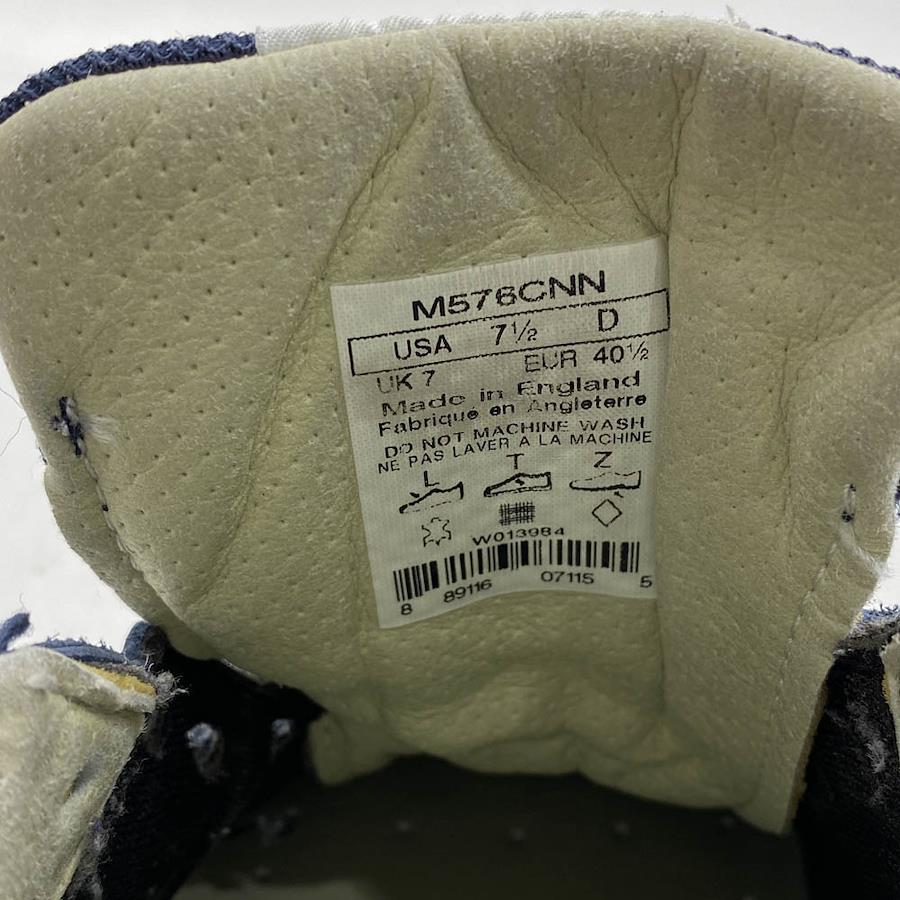 M576CNN
USA 7½ D
UK 7 EUR 40½
Made in England
Fabriqué en Angleterre
DO NOT MACHINE WASH
NE PAS LAVER A LA MACHINE
L T Z
W013984
8 89116 07115 5